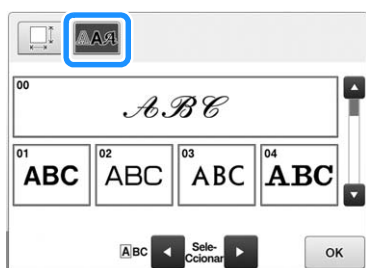 AAA
00
ABC
01 02 03 04
ABC ABC ABC ABC
ABC Sele-
Ccionar OK